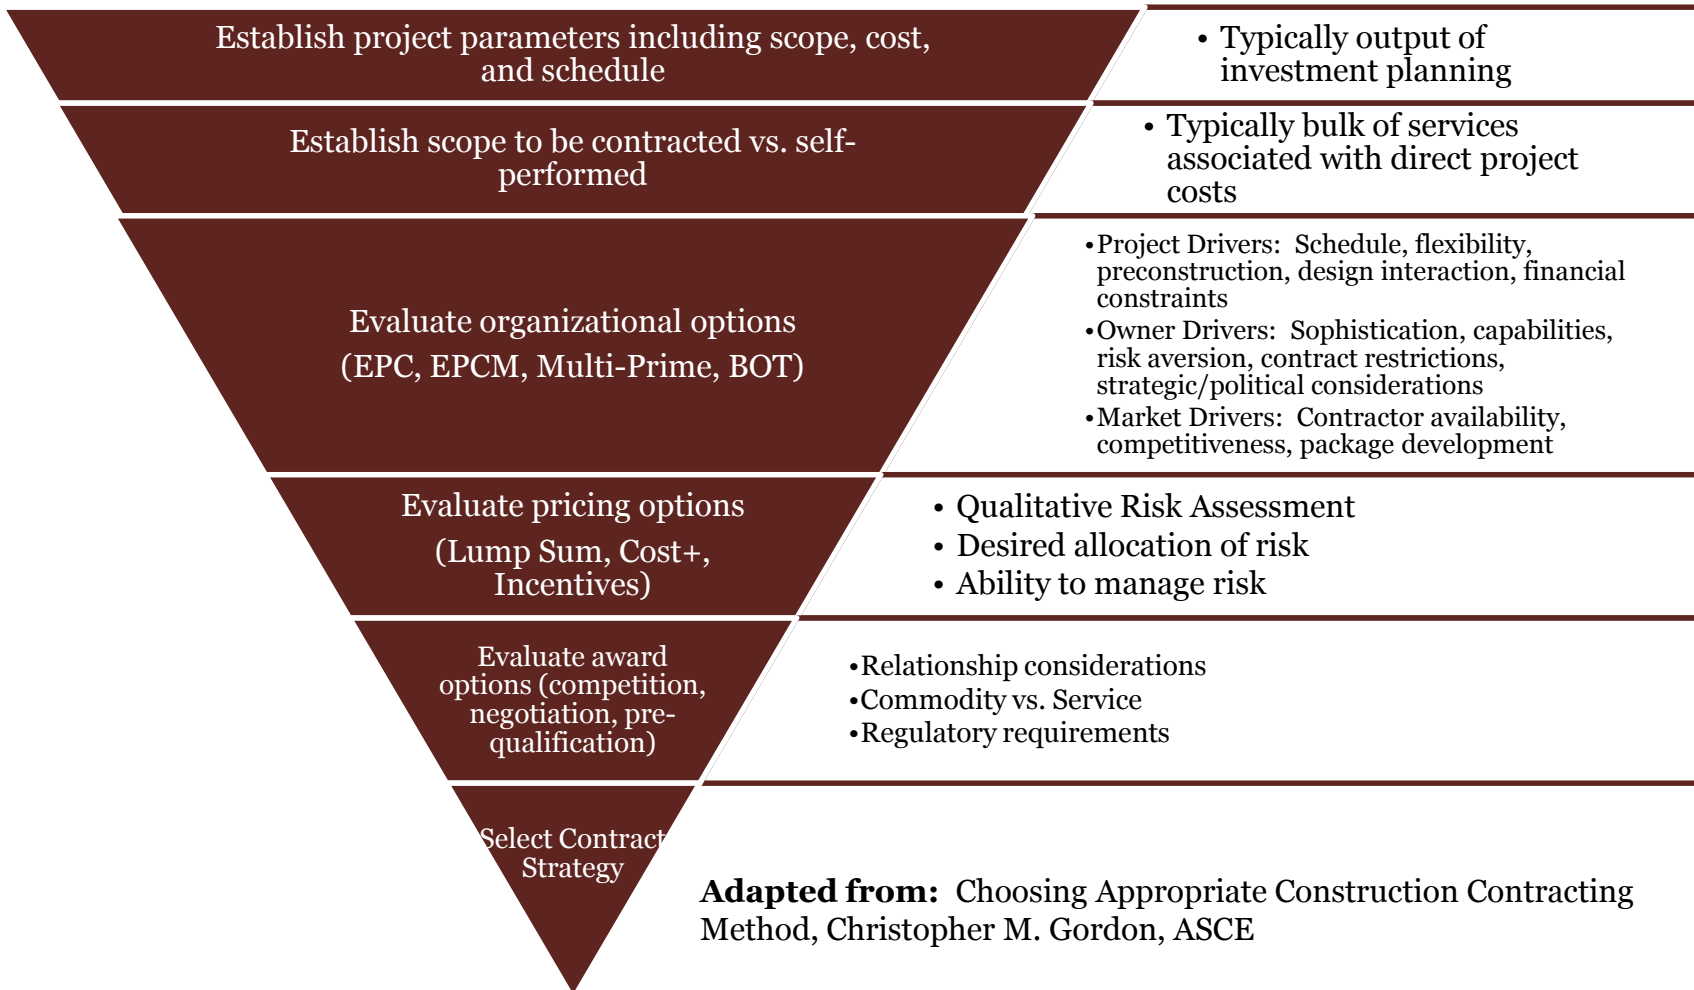 Establish project parameters including scope, cost,
and schedule
• Typically output of
investment planning
Establish scope to be contracted vs. self-
performed
• Typically bulk of services
associated with direct project
costs
Evaluate organizational options
(EPC, EPCM, Multi-Prime, BOT)
•Project Drivers: Schedule, flexibility,
preconstruction, design interaction, financial
constraints
•Owner Drivers: Sophistication, capabilities,
risk aversion, contract restrictions,
strategic/political considerations
•Market Drivers: Contractor availability,
competitiveness, package development
Evaluate pricing options
(Lump Sum, Cost+,
Incentives)
• Qualitative Risk Assessment
• Desired allocation of risk
• Ability to manage risk
Evaluate award
options (competition,
negotiation, pre-
qualification)
•Relationship considerations
•Commodity vs. Service
•Regulatory requirements
Select Contract
Strategy
Adapted from: Choosing Appropriate Construction Contracting
Method, Christopher M. Gordon, ASCE